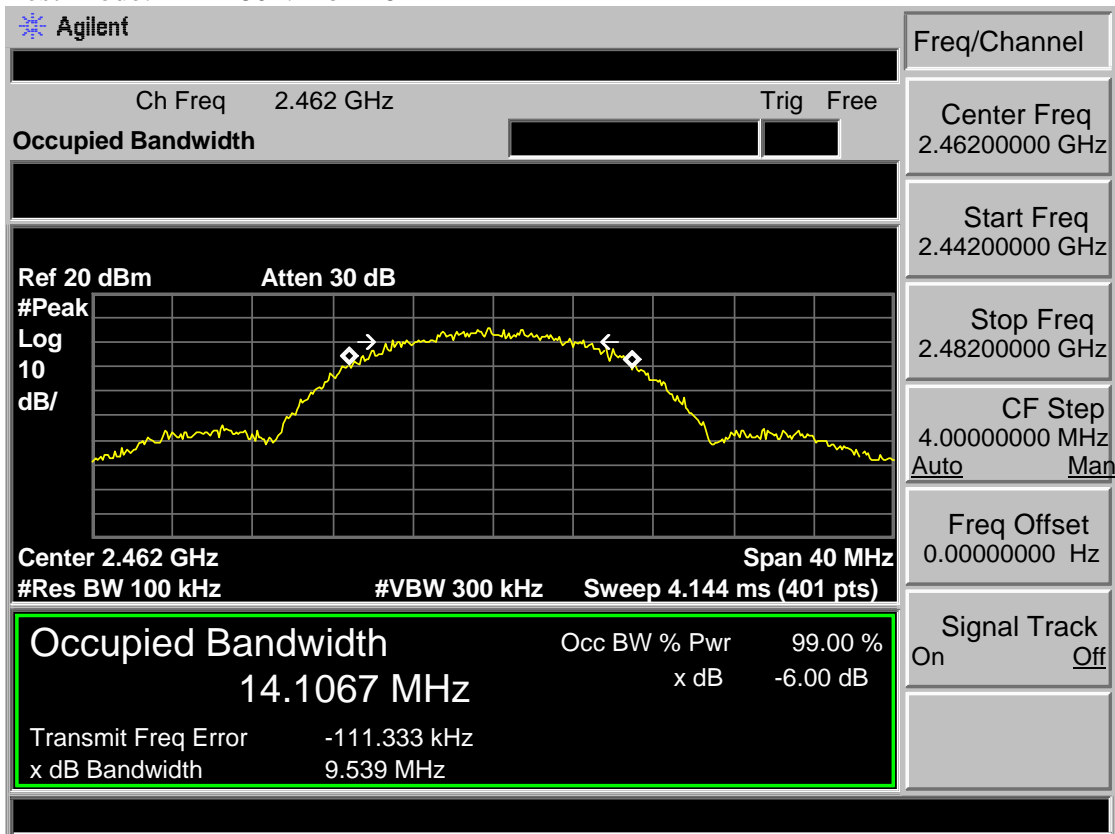 Agilent
Freq/Channel
Ch Freq 2.462 GHz Trig Free
Occupied Bandwidth
Center Freq
2.46200000 GHz
Start Freq
2.44200000 GHz
Stop Freq
2.48200000 GHz
CF Step
4.00000000 MHz
Auto Man
Freq Offset
0.00000000 Hz
Signal Track
On Off
Ref 20 dBm Atten 30 dB
#Peak
Log
10
dB/
Center 2.462 GHz Span 40 MHz
#Res BW 100 kHz #VBW 300 kHz Sweep 4.144 ms (401 pts)
Occupied Bandwidth Occ BW % Pwr 99.00 %
14.1067 MHz x dB -6.00 dB
Transmit Freq Error -111.333 kHz
x dB Bandwidth 9.539 MHz